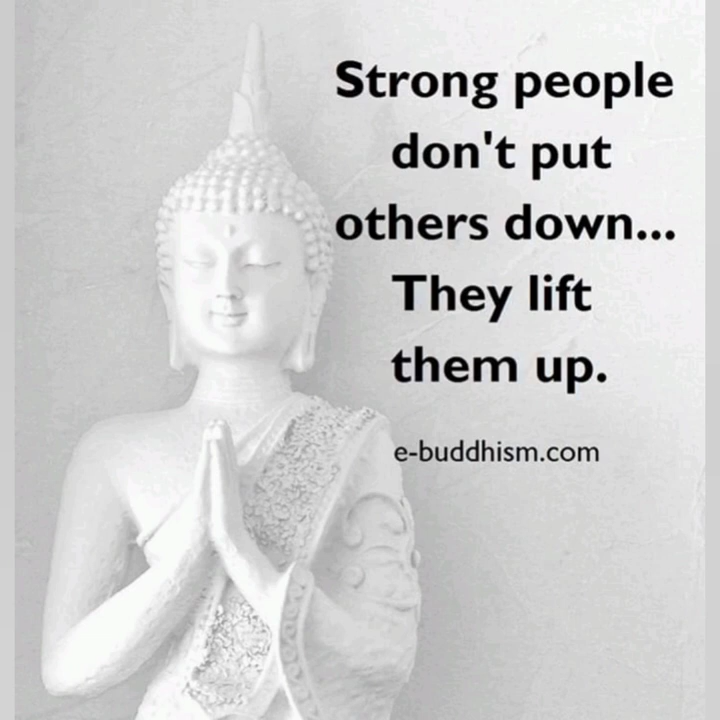 Strong people
don't put
others down...
They lift
them up.
e-buddhism.com